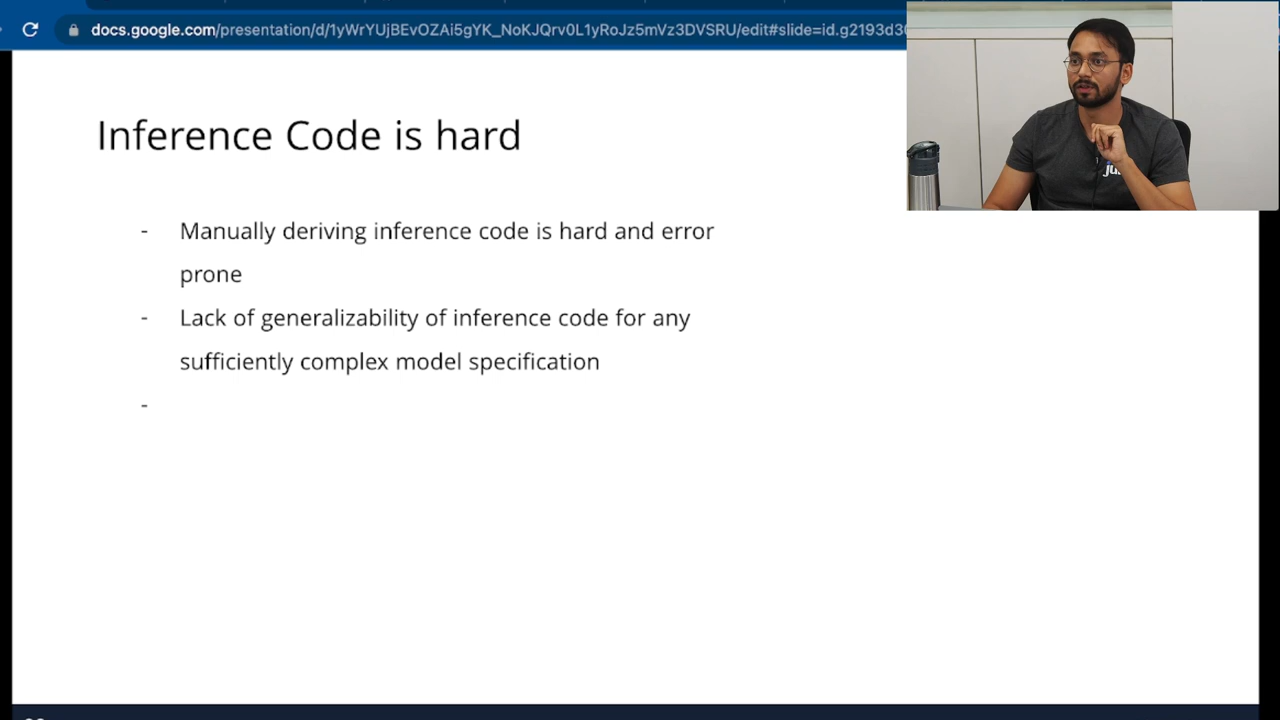 docs.google.com/presentation/d/1yWrYUjBEvOZAi5gYK_NoKJQrv0L1yRoJz5mVz3DVSRU/edit#slide=id.g2193d3
Inference Code is hard
- Manually deriving inference code is hard and error
prone
- Lack of generalizability of inference code for any
sufficiently complex model specification
-